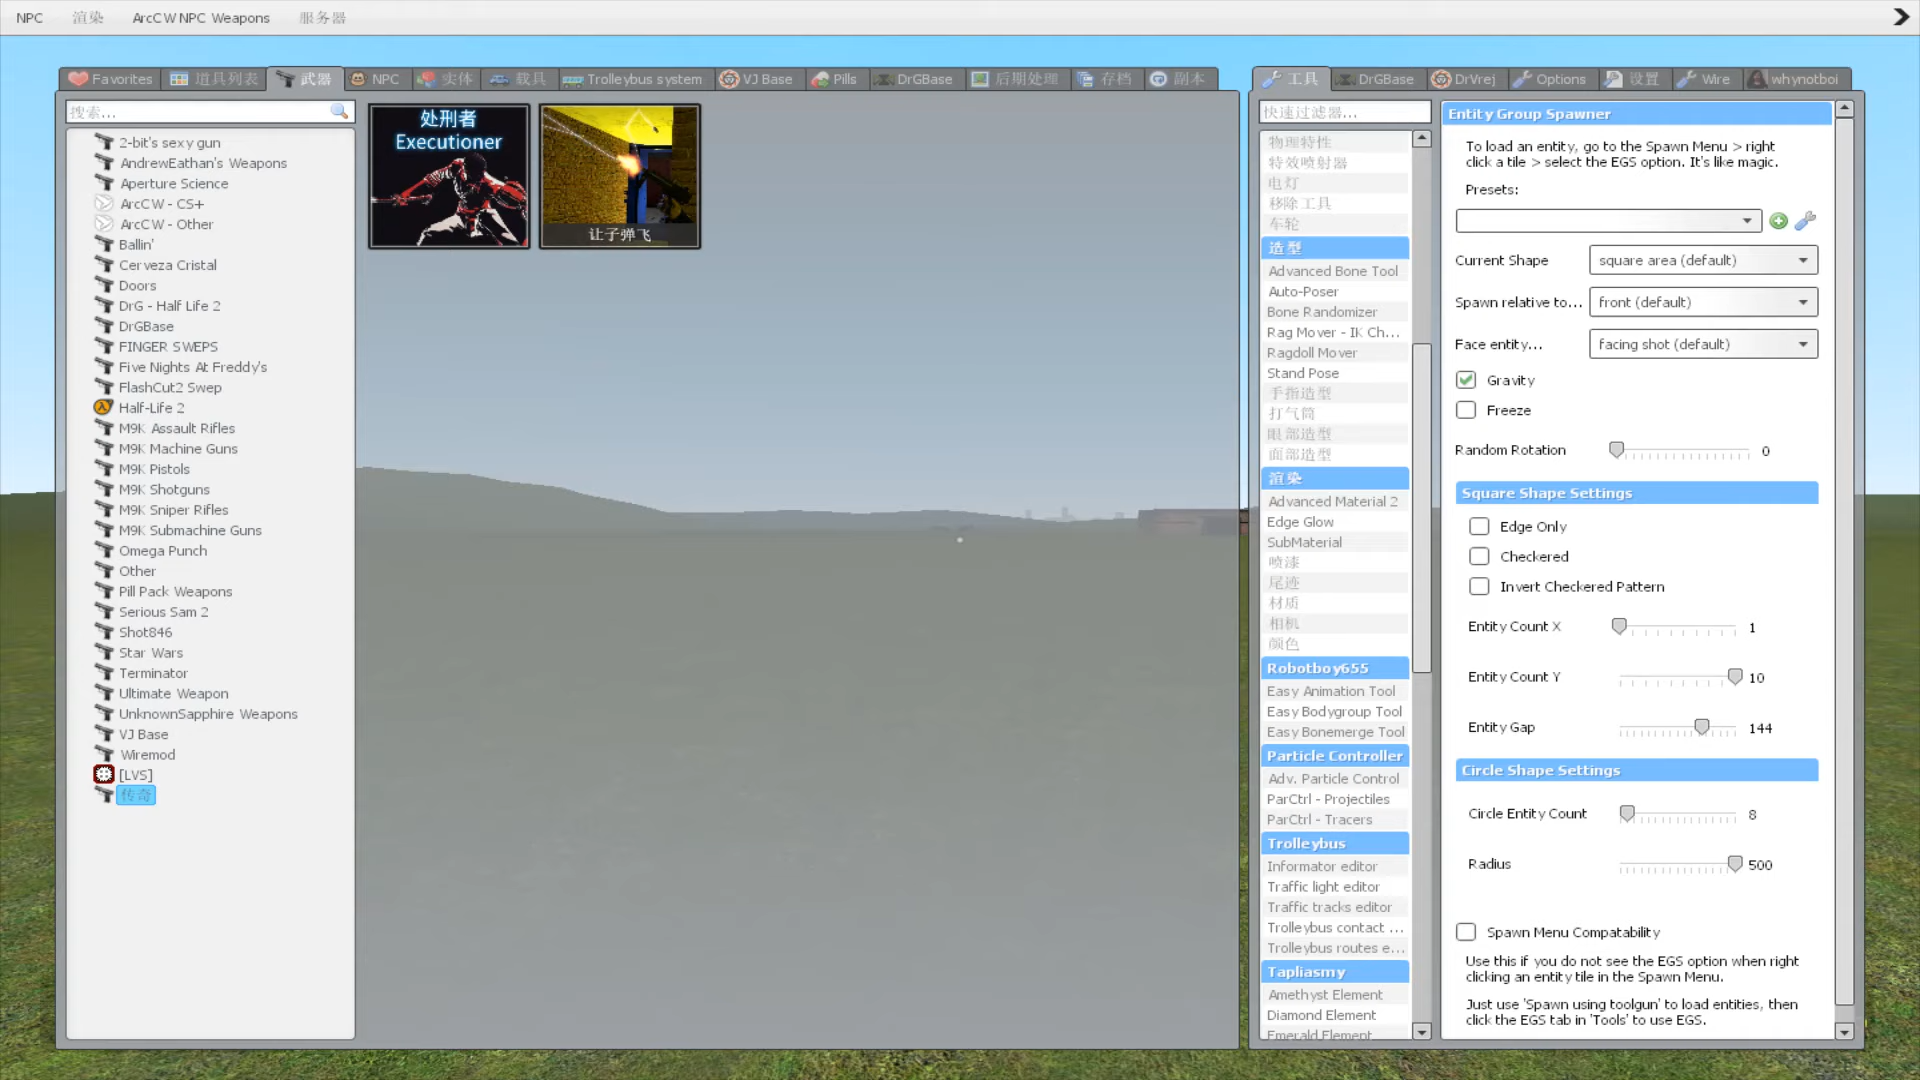 NPC
渲染
ArcCW NPC Weapons
服务器
Favorites
道具列表
武器
NPC
实体
载具
Trolleybus system
VJ Base
Pills
DrGBase
后期处理
存档
副本
搜索...
2-bit's sexy gun
AndrewEathan's Weapons
Aperture Science
ArcCW - CS+
ArcCW - Other
Ballin'
Cerveza Cristal
Doors
DrG - Half Life 2
DrGBase
FINGER SWEPS
Five Nights At Freddy's
FlashCut2 Swep
Half-Life 2
M9K Assault Rifles
M9K Machine Guns
M9K Pistols
M9K Shotguns
M9K Sniper Rifles
M9K Submachine Guns
Omega Punch
Other
Pill Pack Weapons
Serious Sam 2
Shot846
Star Wars
Terminator
Ultimate Weapon
UnknownSapphire Weapons
VJ Base
Wiremod
[LVS]
传奇
处刑者
Executioner
让子弹飞
工具
DrGBase
DrVrej
Options
设置
Wire
whynotboi
快速过滤器...
物理特性
特效喷射器
电灯
移除工具
车轮
造型
Advanced Bone Tool
Auto-Poser
Bone Randomizer
Rag Mover - IK Ch...
Ragdoll Mover
Stand Pose
手指造型
打气筒
眼部造型
面部造型
渲染
Advanced Material 2
Edge Glow
SubMaterial
喷漆
尾迹
材质
相机
颜色
Robotboy655
Easy Animation Tool
Easy Bodygroup Tool
Easy Bonemerge Tool
Particle Controller
Adv. Particle Control
ParCtrl - Projectiles
ParCtrl - Tracers
Trolleybus
Informator editor
Traffic light editor
Traffic tracks editor
Trolleybus contact ...
Trolleybus routes e...
Tapliasmy
Amethyst Element
Diamond Element
Emerald Element
Entity Group Spawner
To load an entity, go to the Spawn Menu > right
click a tile > select the EGS option. It's like magic.
Presets:
Current Shape
square area (default)
Spawn relative to...
front (default)
Face entity...
facing shot (default)
Gravity
Freeze
Random Rotation
0
Square Shape Settings
Edge Only
Checkered
Invert Checkered Pattern
Entity Count X
1
Entity Count Y
10
Entity Gap
144
Circle Shape Settings
Circle Entity Count
8
Radius
500
Spawn Menu Compatability
Use this if you do not see the EGS option when right
clicking an entity tile in the Spawn Menu.
Just use 'Spawn using toolgun' to load entities, then
click the EGS tab in 'Tools' to use EGS.